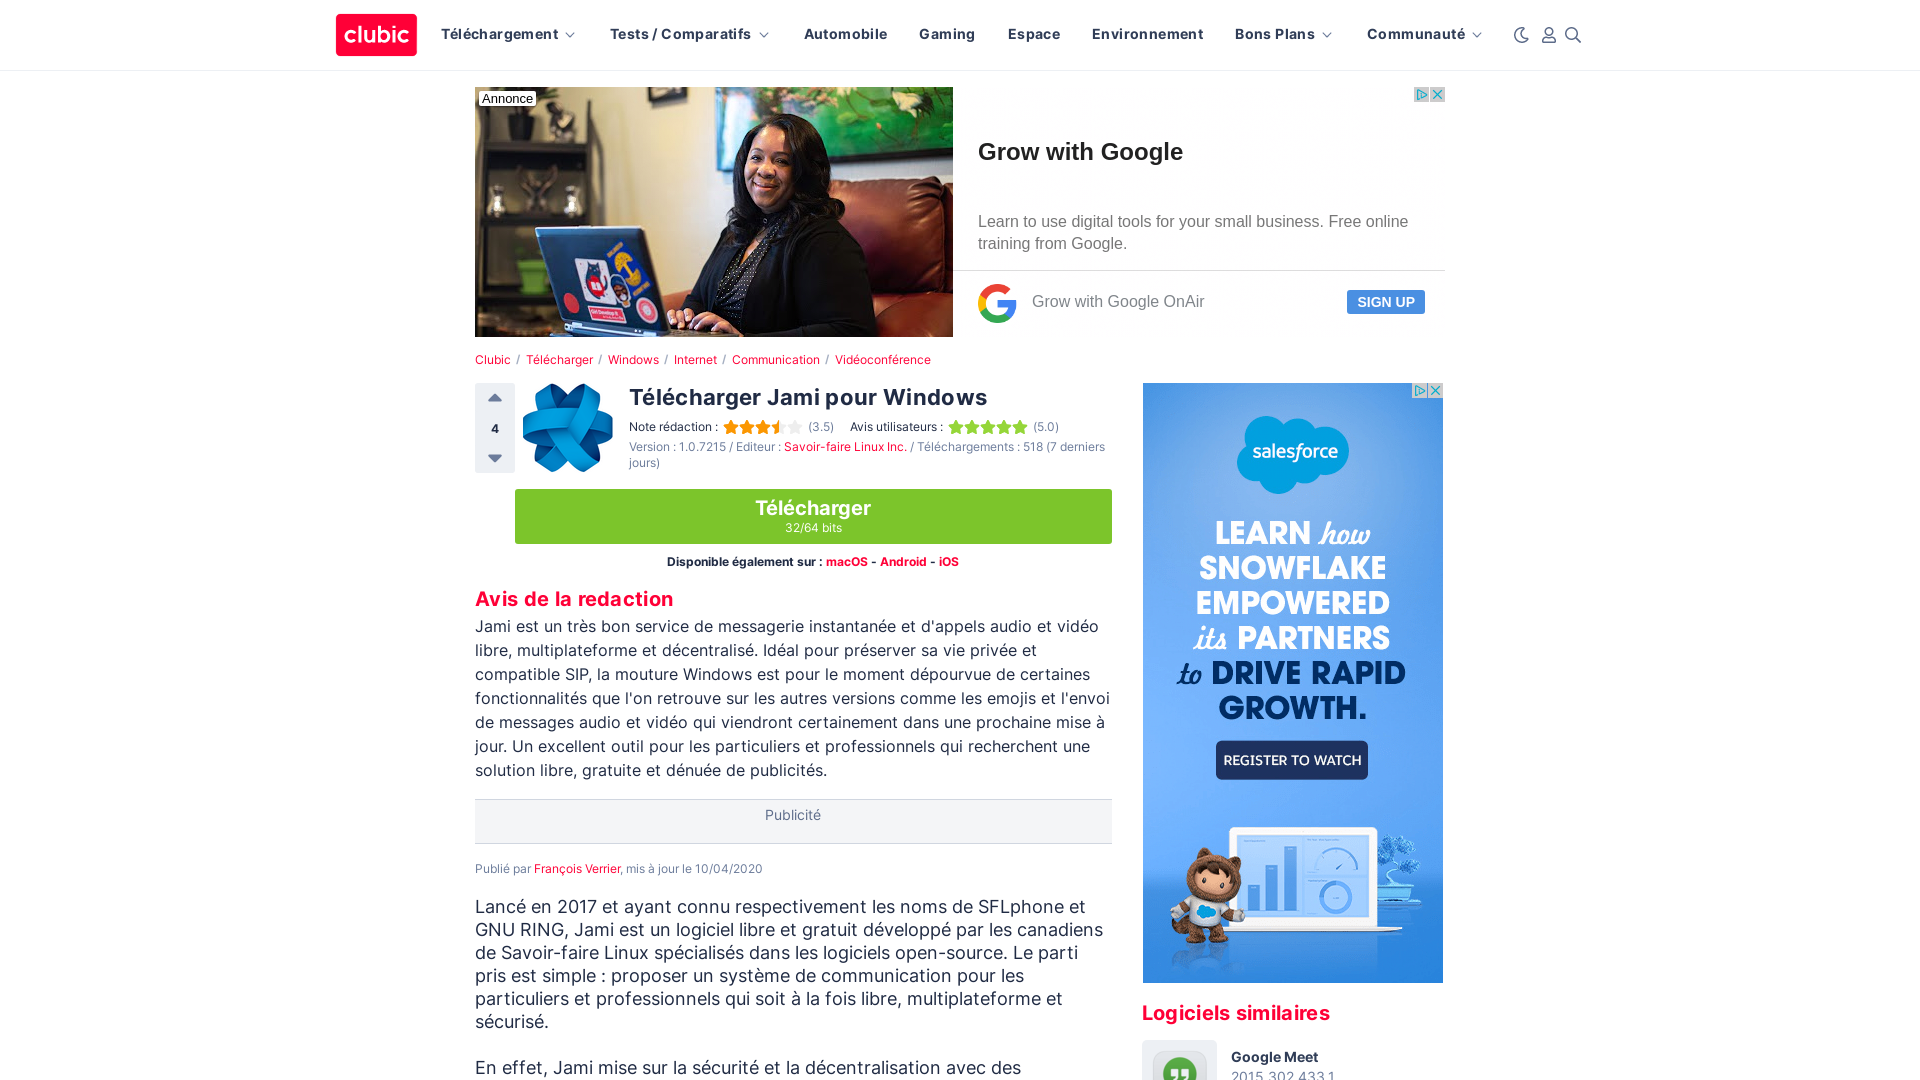 clubic
Téléchargement
Tests / Comparatifs
Automobile
Gaming
Espace
Environnement
Bons Plans
Communauté
Annonce
Grow with Google
Learn to use digital tools for your small business. Free online
training from Google.
Grow with Google OnAir
SIGN UP
Clubic / Télécharger / Windows / Internet / Communication / Vidéoconférence
4
Télécharger Jami pour Windows
Note rédaction : (3.5) Avis utilisateurs : (5.0)
Version : 1.0.7215 / Editeur : Savoir-faire Linux Inc. / Téléchargements : 518 (7 derniers
jours)
Télécharger
32/64 bits
Disponible également sur : macOS - Android - iOS
Avis de la redaction
Jami est un très bon service de messagerie instantanée et d'appels audio et vidéo
libre, multiplateforme et décentralisé. Idéal pour préserver sa vie privée et
compatible SIP, la mouture Windows est pour le moment dépourvue de certaines
fonctionnalités que l'on retrouve sur les autres versions comme les emojis et l'envoi
de messages audio et vidéo qui viendront certainement dans une prochaine mise à
jour. Un excellent outil pour les particuliers et professionnels qui recherchent une
solution libre, gratuite et dénuée de publicités.
Publicité
Publié par François Verrier, mis à jour le 10/04/2020
Lancé en 2017 et ayant connu respectivement les noms de SFLphone et
GNU RING, Jami est un logiciel libre et gratuit développé par les canadiens
de Savoir-faire Linux spécialisés dans les logiciels open-source. Le parti
pris est simple : proposer un système de communication pour les
particuliers et professionnels qui soit à la fois libre, multiplateforme et
sécurisé.
En effet, Jami mise sur la sécurité et la décentralisation avec des
salesforce
LEARN how
SNOWFLAKE
EMPOWERED
its PARTNERS
to DRIVE RAPID
GROWTH.
REGISTER TO WATCH
Logiciels similaires
Google Meet
2015.302.433.1